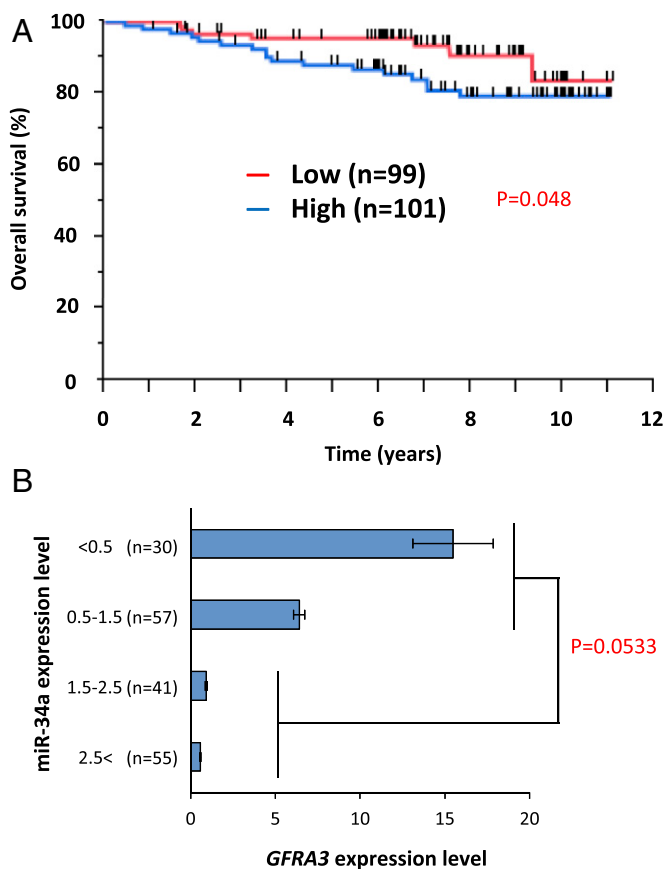 A
Overall survival (%)
100
80
60
40
20
0
Low (n=99)
High (n=101)
P=0.048
0 2 4 6 8 10 12
Time (years)
B
miR-34a expression level
<0.5 (n=30)
0.5-1.5 (n=57)
1.5-2.5 (n=41)
2.5< (n=55)
P=0.0533
0 5 10 15 20
GFRA3 expression level